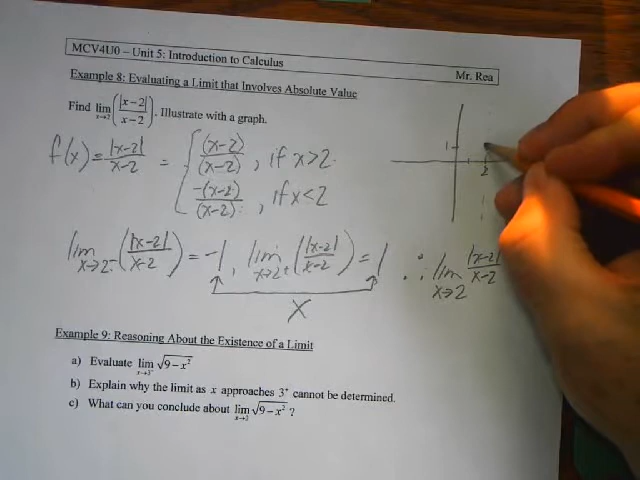 MCV4U0 – Unit 5: Introduction to Calculus
Mr. Rea
Example 8: Evaluating a Limit that Involves Absolute Value
Find lim x→2 (|x−2| / x−2). Illustrate with a graph.
f(x) = |x−2| / x−2 = { (x−2) / (x−2), if x>2
−(x−2) / (x−2), if x<2
1
2
lim x→2⁻ (|x−2| / x−2) = −1, lim x→2⁺ (|x−2| / x−2) = 1 ∴ lim x→2 |x−2| / x−2
X
Example 9: Reasoning About the Existence of a Limit
a) Evaluate lim x→3⁻ √9−x²
b) Explain why the limit as x approaches 3⁺ cannot be determined.
c) What can you conclude about lim x→3 √9−x² ?